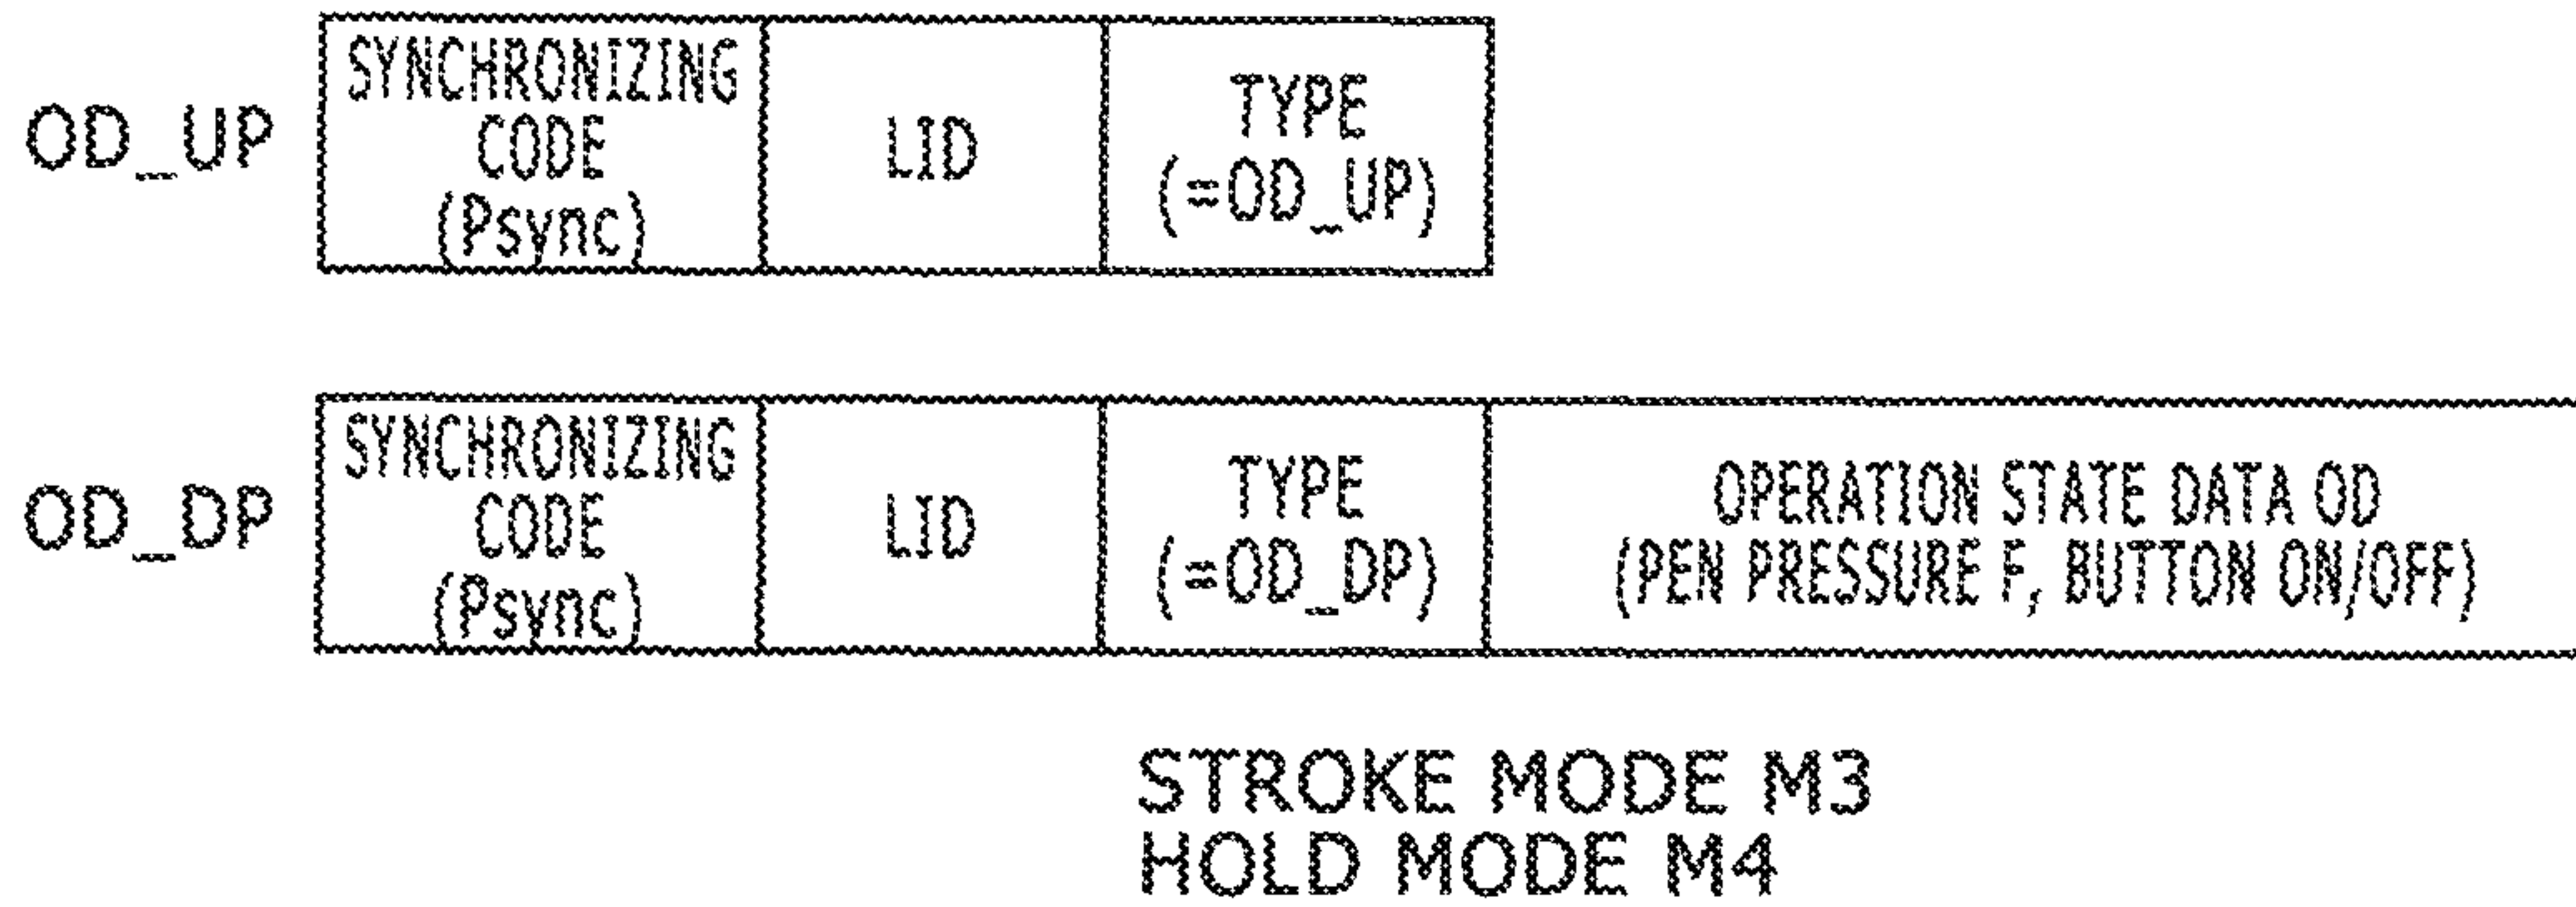 OD_UP
SYNCHRONIZING
CODE
(Psync)
LID
TYPE
(=OD_UP)
OD_DP
SYNCHRONIZING
CODE
(Psync)
LID
TYPE
(=OD_DP)
OPERATION STATE DATA OD
(PEN PRESSURE F, BUTTON ON/OFF)
STROKE MODE M3
HOLD MODE M4